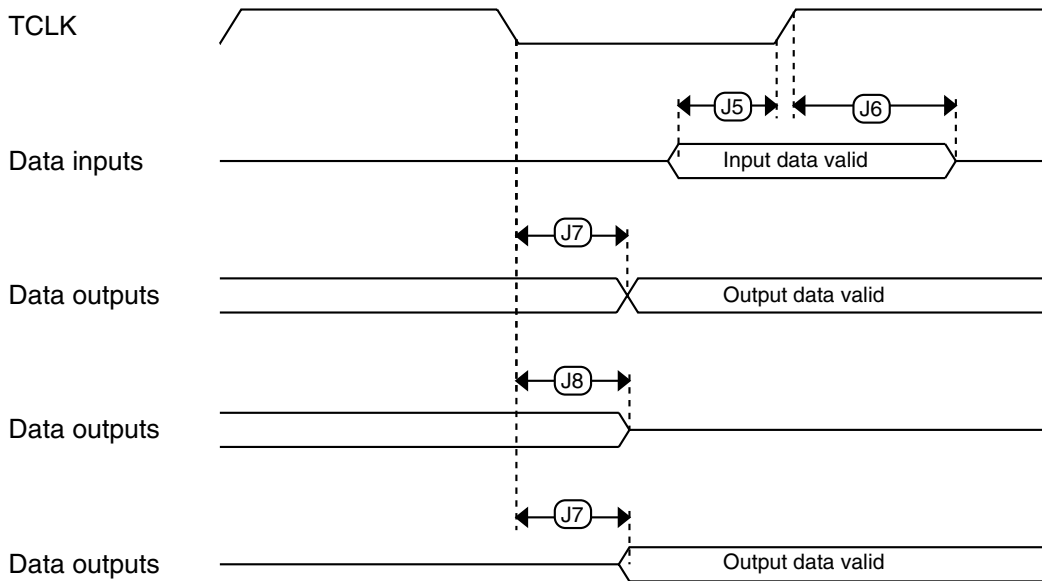 TCLK
J5
J6
Data inputs
Input data valid
J7
Data outputs
Output data valid
J8
Data outputs
J7
Data outputs
Output data valid